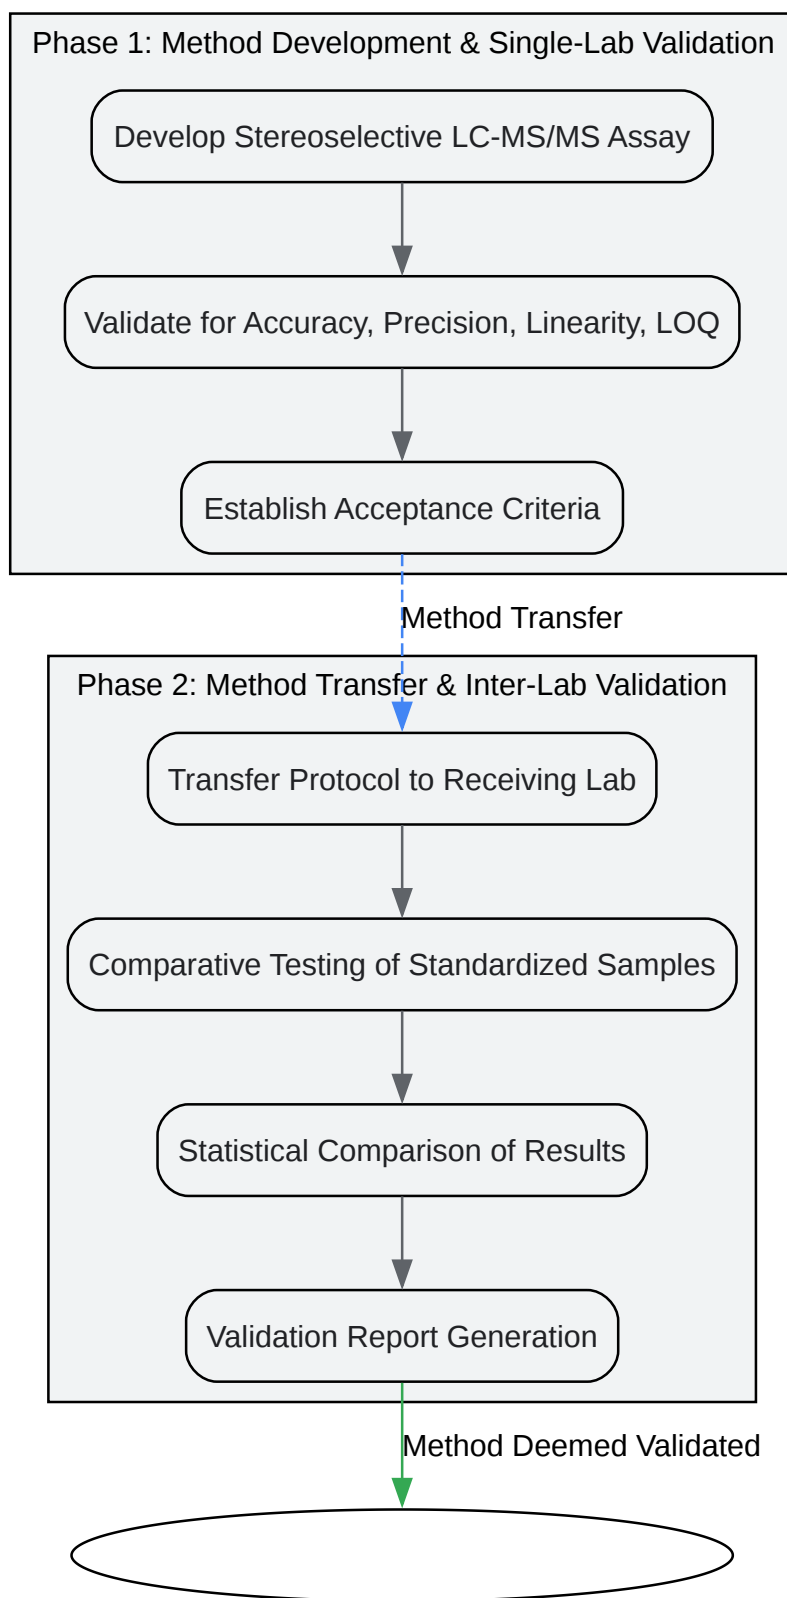 Phase 1: Method Development & Single-Lab Validation
Develop Stereoselective LC-MS/MS Assay
Validate for Accuracy, Precision, Linearity, LOQ
Establish Acceptance Criteria
Method Transfer
Phase 2: Method Transfer & Inter-Lab Validation
Transfer Protocol to Receiving Lab
Comparative Testing of Standardized Samples
Statistical Comparison of Results
Validation Report Generation
Method Deemed Validated